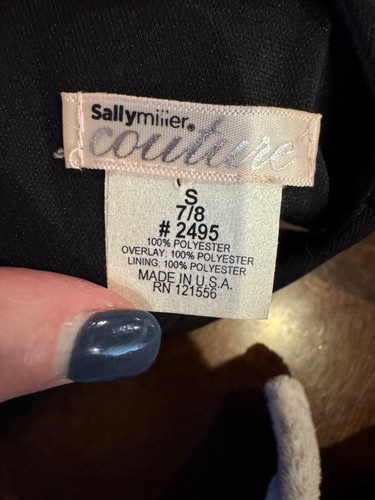 Sallymiller®
couture
S
7/8
# 2495
100% POLYESTER
OVERLAY: 100% POLYESTER
LINING: 100% POLYESTER
MADE IN U.S.A.
RN 121556